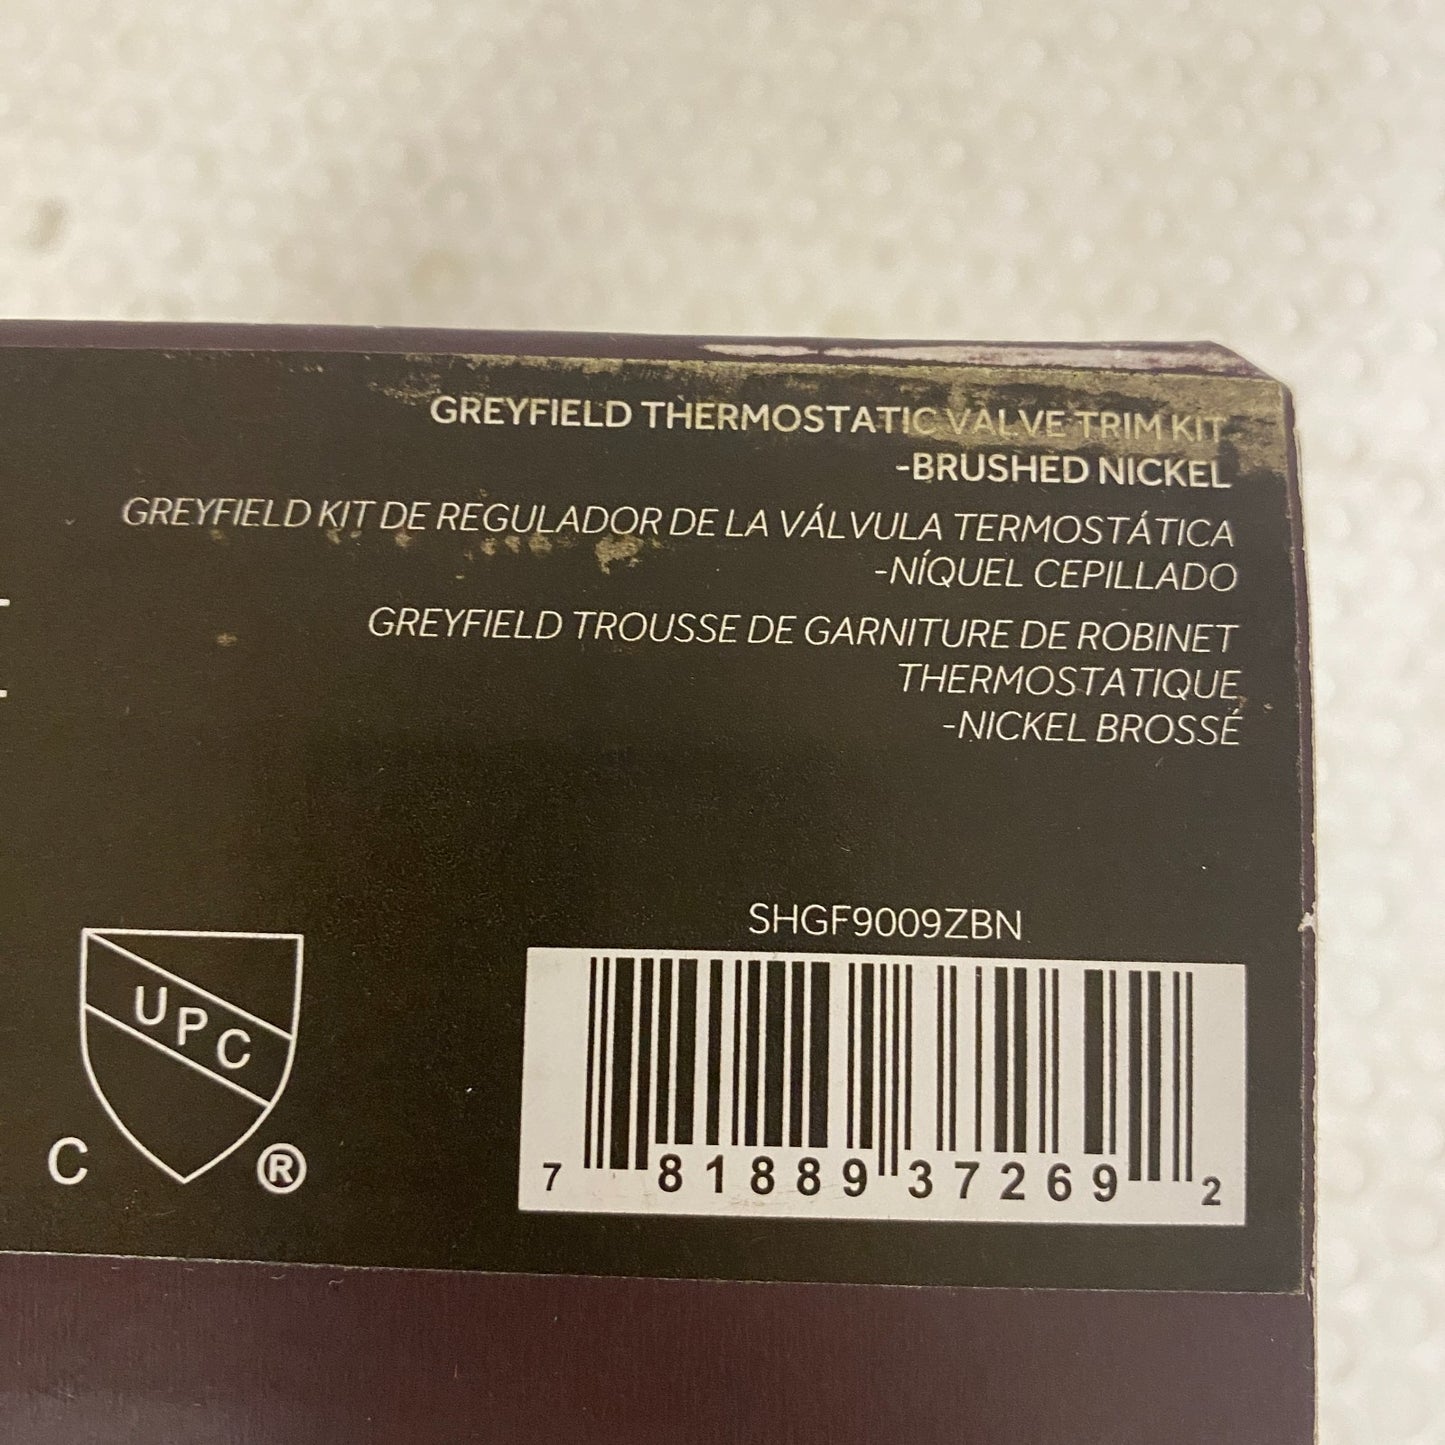 GREYFIELD THERMOSTATIC VALVE TRIM KIT
-BRUSHED NICKEL
GREYFIELD KIT DE REGULADOR DE LA VÁLVULA TERMOSTÁTICA
-NÍQUEL CEPILLADO
GREYFIELD TROUSSE DE GARNITURE DE ROBINET
THERMOSTATIQUE
-NICKEL BROSSÉ
SHGF9009ZBN
UPC
C ®
7 81889 37269 2